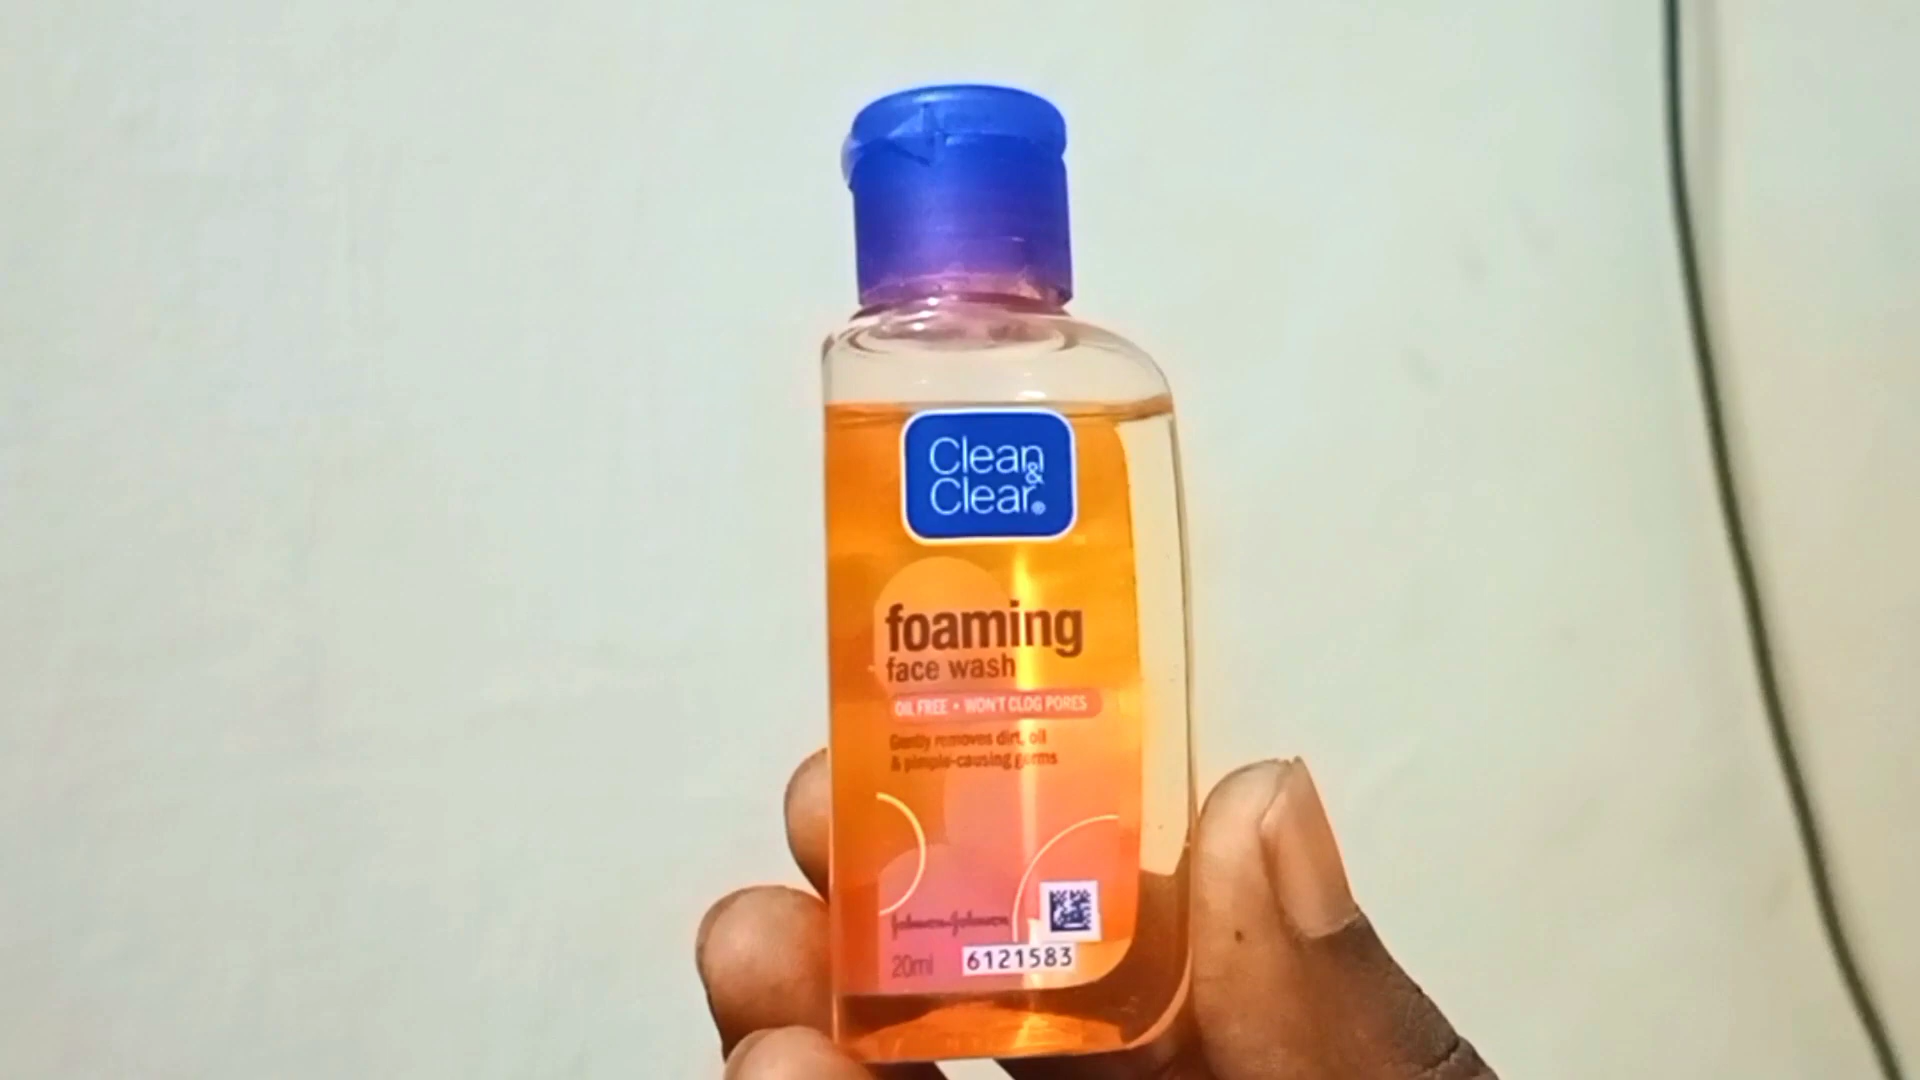 Clean
&
Clear®
foaming
face wash
OIL FREE • WON'T CLOG PORES
Gently removes dirt, oil
& pimple-causing germs
Johnson & Johnson
20ml
6121583